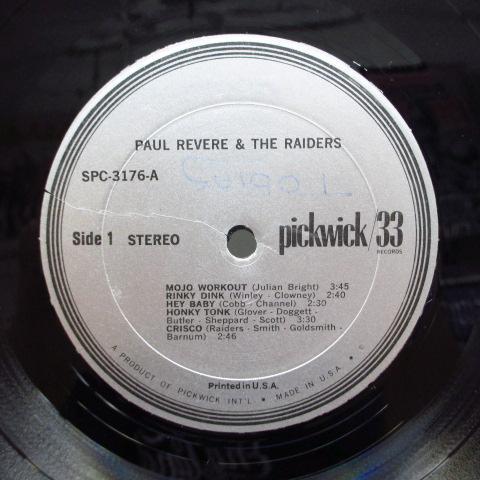 PAUL REVERE & THE RAIDERS
SPC-3176-A
Side 1 STEREO
pickwick/33
RECORDS
MOJO WORKOUT (Julian Bright) 3:45
RINKY DINK (Winley - Clowney) 2:40
HEY BABY (Cobb - Channel) 2:30
HONKY TONK (Glover - Doggett -
Butler - Sheppard - Scott) 3:30
CRISCO (Raiders - Smith - Goldsmith -
Barnum) 2:46
Printed in U.S.A.
A PRODUCT OF PICKWICK INT'L. • MADE IN U.S.A. •